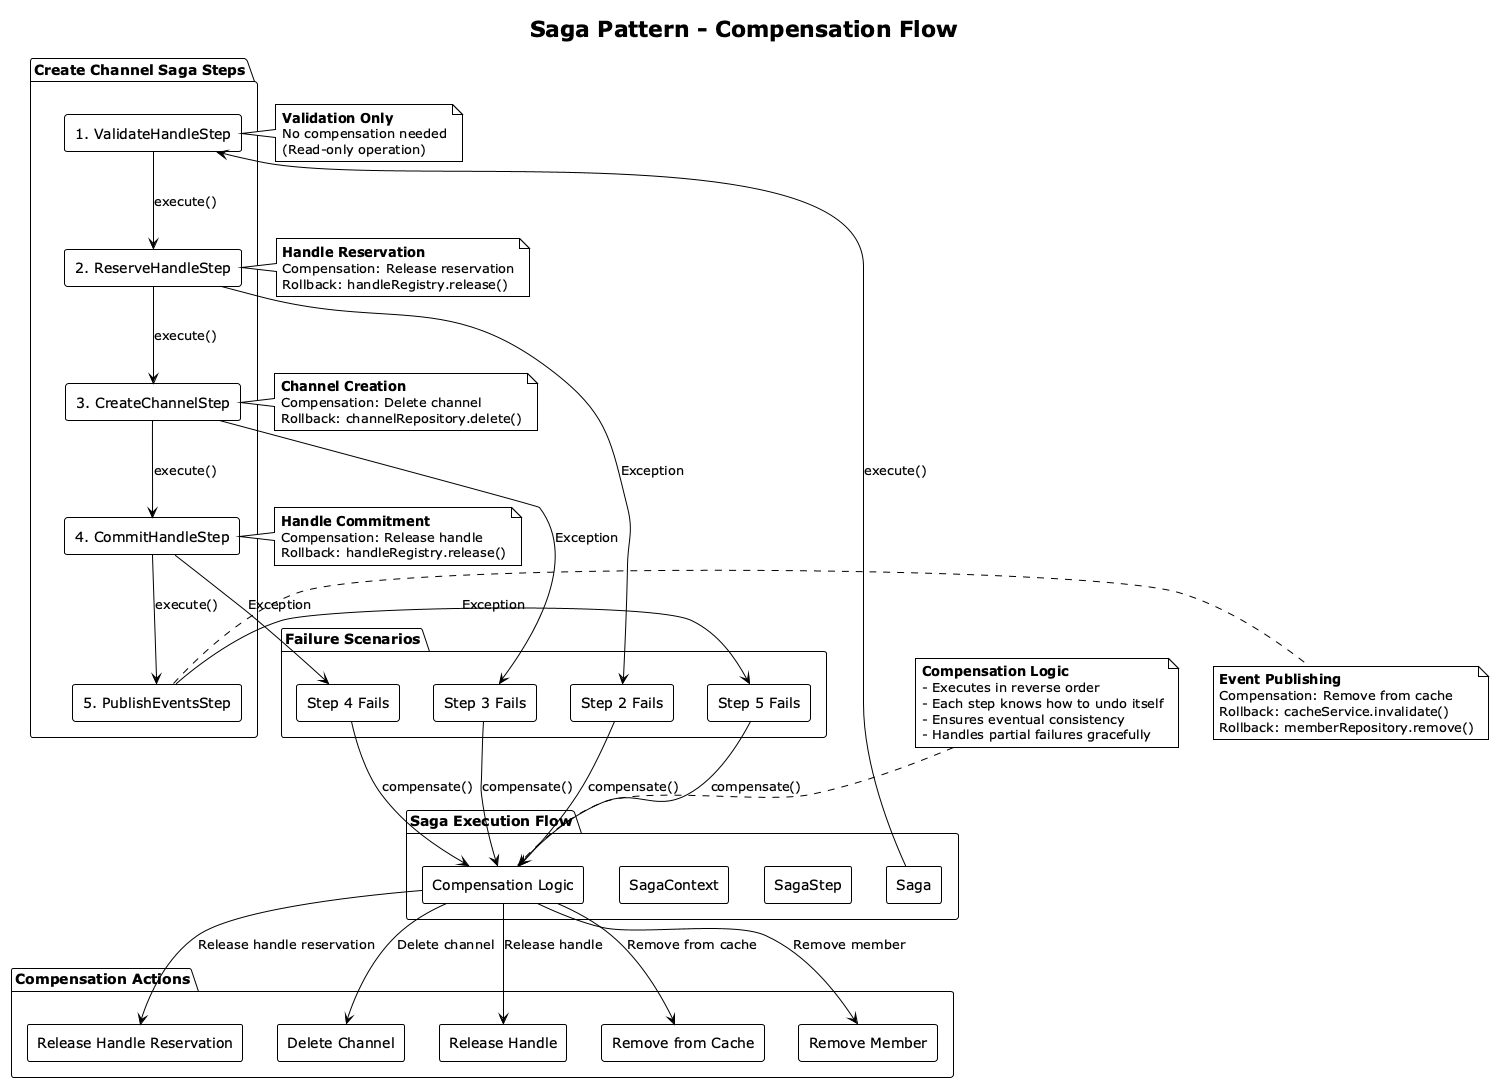 Saga Pattern - Compensation Flow
Create Channel Saga Steps
1. ValidateHandleStep
Validation Only
No compensation needed
(Read-only operation)
execute()
2. ReserveHandleStep
Handle Reservation
Compensation: Release reservation
Rollback: handleRegistry.release()
execute()
3. CreateChannelStep
Channel Creation
Compensation: Delete channel
Rollback: channelRepository.delete()
execute()
Exception
execute()
4. CommitHandleStep
Handle Commitment
Compensation: Release handle
Rollback: handleRegistry.release()
Exception
execute()
Exception
Exception
Failure Scenarios
Step 4 Fails
Step 3 Fails
Step 2 Fails
Step 5 Fails
5. PublishEventsStep
Compensation Logic
- Executes in reverse order
- Each step knows how to undo itself
- Ensures eventual consistency
- Handles partial failures gracefully
Event Publishing
Compensation: Remove from cache
Rollback: cacheService.invalidate()
Rollback: memberRepository.remove()
compensate()
compensate()
compensate()
compensate()
Saga Execution Flow
Compensation Logic
SagaContext
SagaStep
Saga
Release handle reservation
Delete channel
Release handle
Remove from cache
Remove member
Compensation Actions
Release Handle Reservation
Delete Channel
Release Handle
Remove from Cache
Remove Member